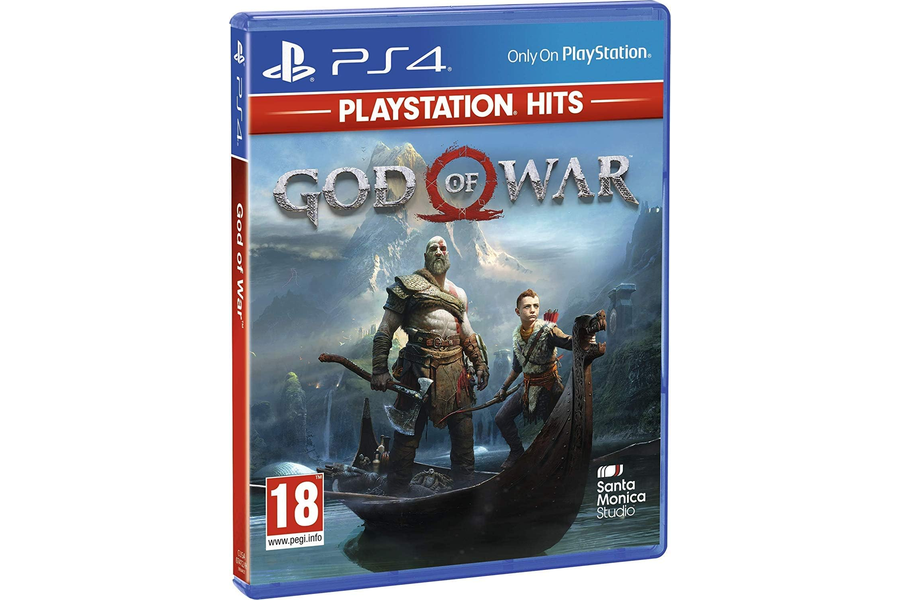 PS4
Only On PlayStation®
PLAYSTATION® HITS
GOD OF WAR
18
www.pegi.info
Santa
Monica
Studio
PS4
God of War™